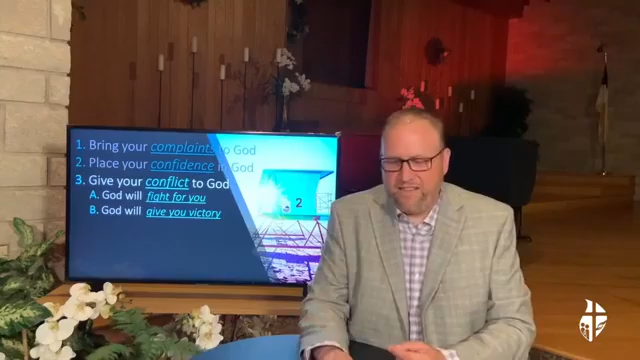 1. Bring your complaints to God
2. Place your confidence in God
3. Give your conflict to God
A. God will fight for you
B. God will give you victory
2